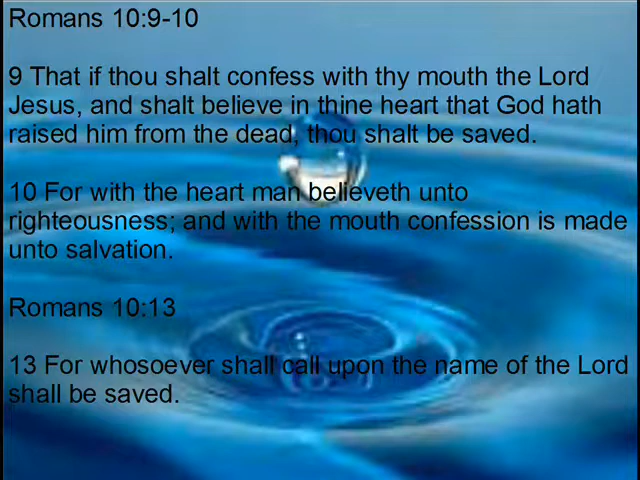 Romans 10:9-10
9 That if thou shalt confess with thy mouth the Lord
Jesus, and shalt believe in thine heart that God hath
raised him from the dead, thou shalt be saved.
10 For with the heart man believeth unto
righteousness; and with the mouth confession is made
unto salvation.
Romans 10:13
13 For whosoever shall call upon the name of the Lord
shall be saved.